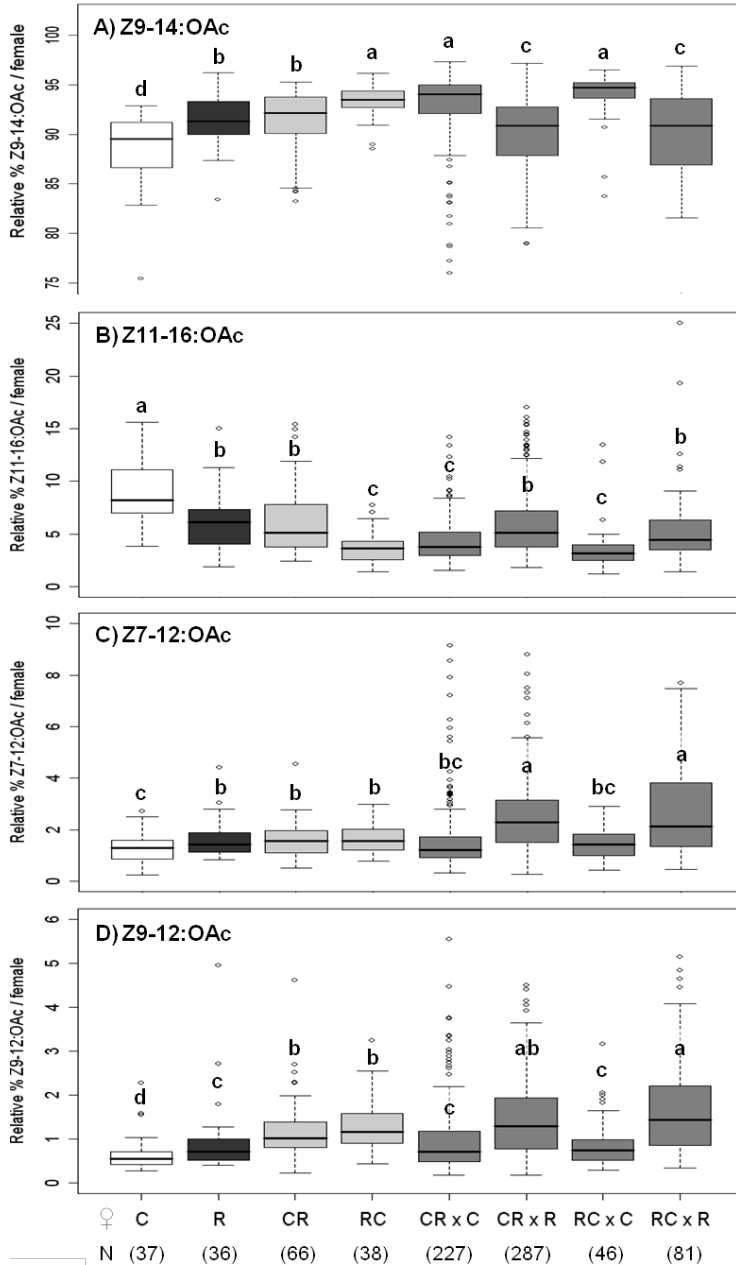 A) Z9-14:OAc
Relative % Z9-14:OAc / female
100
95
90
85
80
75
d b b a a c a c
B) Z11-16:OAc
Relative % Z11-16:OAc / female
25
20
15
10
5
0
a b b c c b c b
C) Z7-12:OAc
Relative % Z7-12:OAc / female
10
8
6
4
2
0
c b b b bc a bc a
D) Z9-12:OAc
Relative % Z9-12:OAc / female
6
5
4
3
2
1
0
d c b b c ab c a
♀ C R CR RC CR x C CR x R RC x C RC x R
N (37) (36) (66) (38) (227) (287) (46) (81)